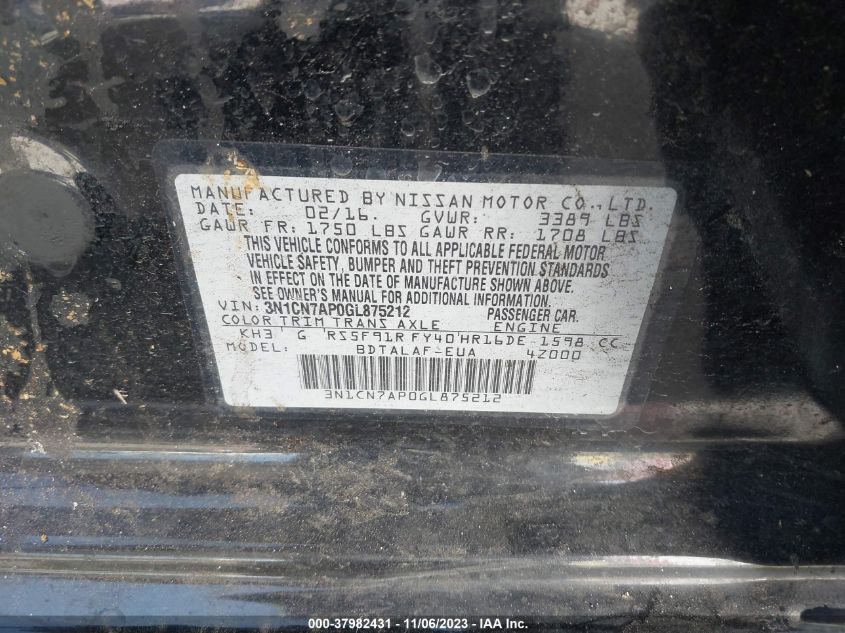 MANUFACTURED BY NISSAN MOTOR CO.,LTD.
DATE: 02/16. GVWR: 3389 LBS
GAWR FR: 1750 LBS GAWR RR: 1708 LBS
THIS VEHICLE CONFORMS TO ALL APPLICABLE FEDERAL MOTOR
VEHICLE SAFETY, BUMPER AND THEFT PREVENTION STANDARDS
IN EFFECT ON THE DATE OF MANUFACTURE SHOWN ABOVE.
SEE OWNER'S MANUAL FOR ADDITIONAL INFORMATION.
VIN: 3N1CN7AP0GL875212 PASSENGER CAR.
COLOR TRIM TRANS AXLE ENGINE
KH3 G RS5F91R FY40 HR16DE 1598 CC
MODEL: BDTALAF-EUA 4Z000
3N1CN7AP0GL875212
000-37982431 - 11/06/2023 - IAA Inc.